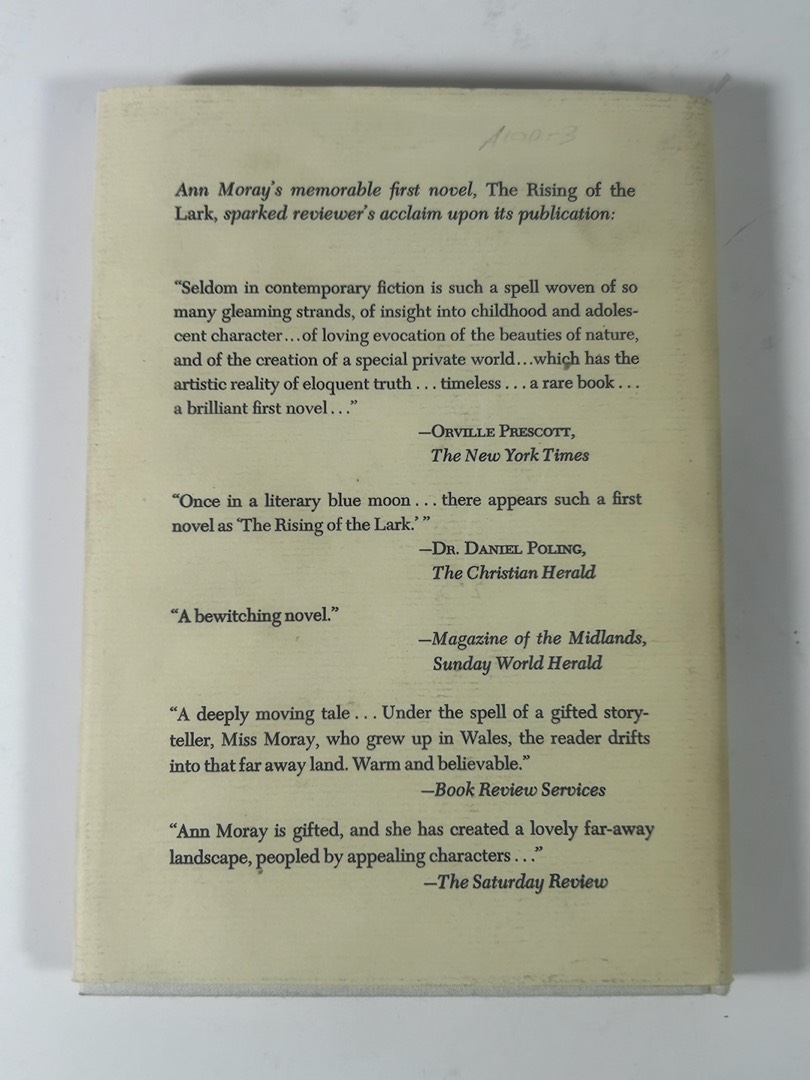 Ann Moray's memorable first novel, The Rising of the
Lark, sparked reviewer's acclaim upon its publication:
“Seldom in contemporary fiction is such a spell woven of so
many gleaming strands, of insight into childhood and adoles-
cent character...of loving evocation of the beauties of nature,
and of the creation of a special private world...which has the
artistic reality of eloquent truth . . . timeless . . . a rare book . . .
a brilliant first novel . . .”
—ORVILLE PRESCOTT,
The New York Times
“Once in a literary blue moon . . . there appears such a first
novel as ‘The Rising of the Lark.’ ”
—DR. DANIEL POLING,
The Christian Herald
“A bewitching novel.”
—Magazine of the Midlands,
Sunday World Herald
“A deeply moving tale . . . Under the spell of a gifted story-
teller, Miss Moray, who grew up in Wales, the reader drifts
into that far away land. Warm and believable.”
—Book Review Services
“Ann Moray is gifted, and she has created a lovely far-away
landscape, peopled by appealing characters . . .”
—The Saturday Review